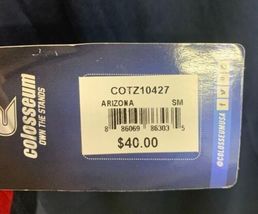 colosseum
OWN THE STANDS
COTZ10427
ARIZONA SM
8 86069 86303 5
$40.00
@COLOSSEUMUSA